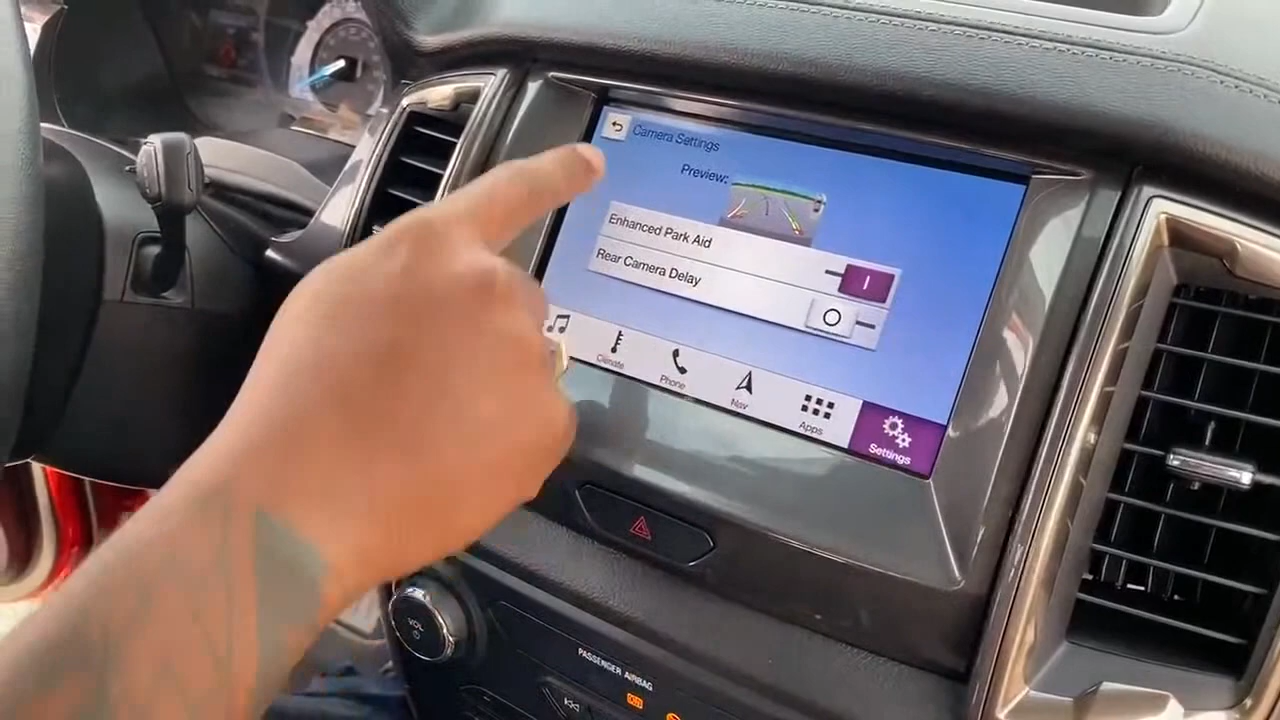 Camera Settings
Preview:
Enhanced Park Aid
Rear Camera Delay
Climate
Phone
Nav
Apps
Settings
VOL
PASSENGER AIRBAG